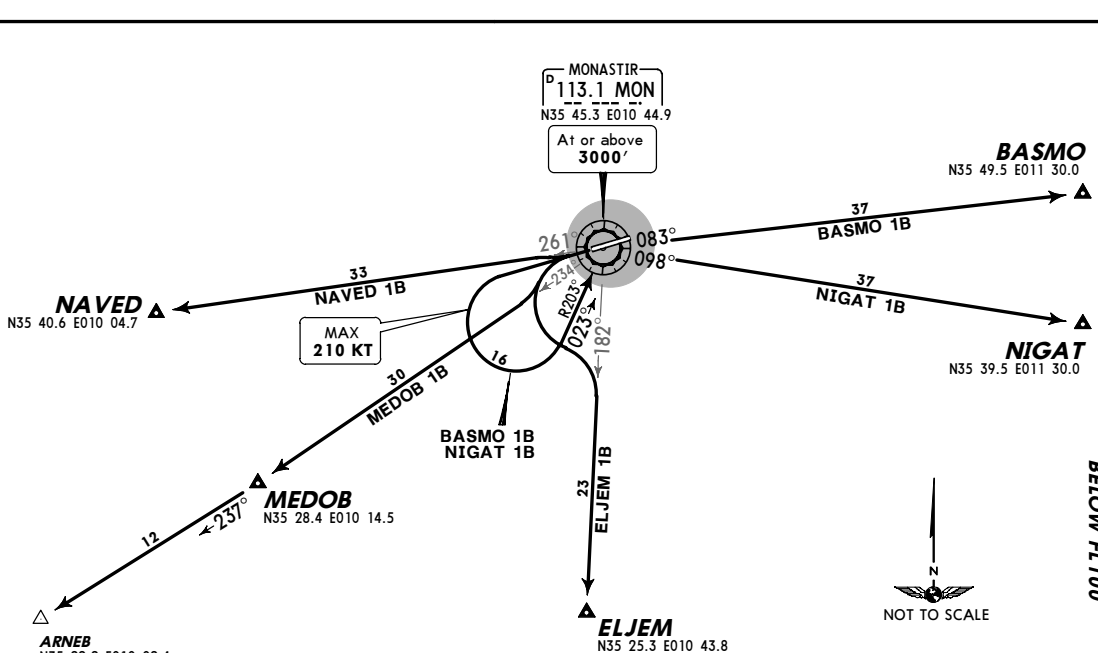 MONASTIR
D 113.1 MON
N35 45.3 E010 44.9
At or above
3000'
BASMO
N35 49.5 E011 30.0
37
BASMO 1B
083°
098°
37
NIGAT 1B
NIGAT
N35 39.5 E011 30.0
261°
234°
33
NAVED 1B
NAVED
N35 40.6 E010 04.7
MAX
210 KT
R203°
023°
182°
16
30
MEDOB 1B
BASMO 1B
NIGAT 1B
23
ELJEM 1B
MEDOB
N35 28.4 E010 14.5
237°
12
ARNEB
ELJEM
N35 25.3 E010 43.8
N
NOT TO SCALE
BELOW FL100